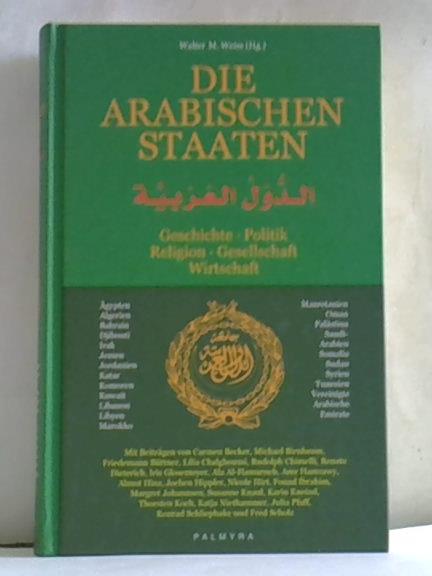 Walter M. Weiss (Hg.)
DIE
ARABISCHEN
STAATEN
الدُّوَلُ العَرَبِيَّة
Geschichte · Politik
Religion · Gesellschaft
Wirtschaft
Ägypten
Algerien
Bahrain
Djibouti
Irak
Jemen
Jordanien
Katar
Komoren
Kuwait
Libanon
Libyen
Marokko
Mauretanien
Oman
Palästina
Saudi-
Arabien
Somalia
Sudan
Syrien
Tunesien
Vereinigte
Arabische
Emirate
Mit Beiträgen von Carmen Becker, Michael Birnbaum,
Friedemann Büttner, Lilia Chalghoumi, Rudolph Chimelli, Renate
Dieterich, Iris Glosemeyer, Ala Al-Hamarneh, Amr Hamzawy,
Almut Hinz, Jochen Hippler, Nicole Hirt, Fouad Ibrahim,
Margret Johannsen, Susanne Knaul, Karin Kneissl,
Thorsten Koch, Katja Niethammer, Julia Pfaff,
Konrad Schliephake und Fred Scholz
PALMYRA